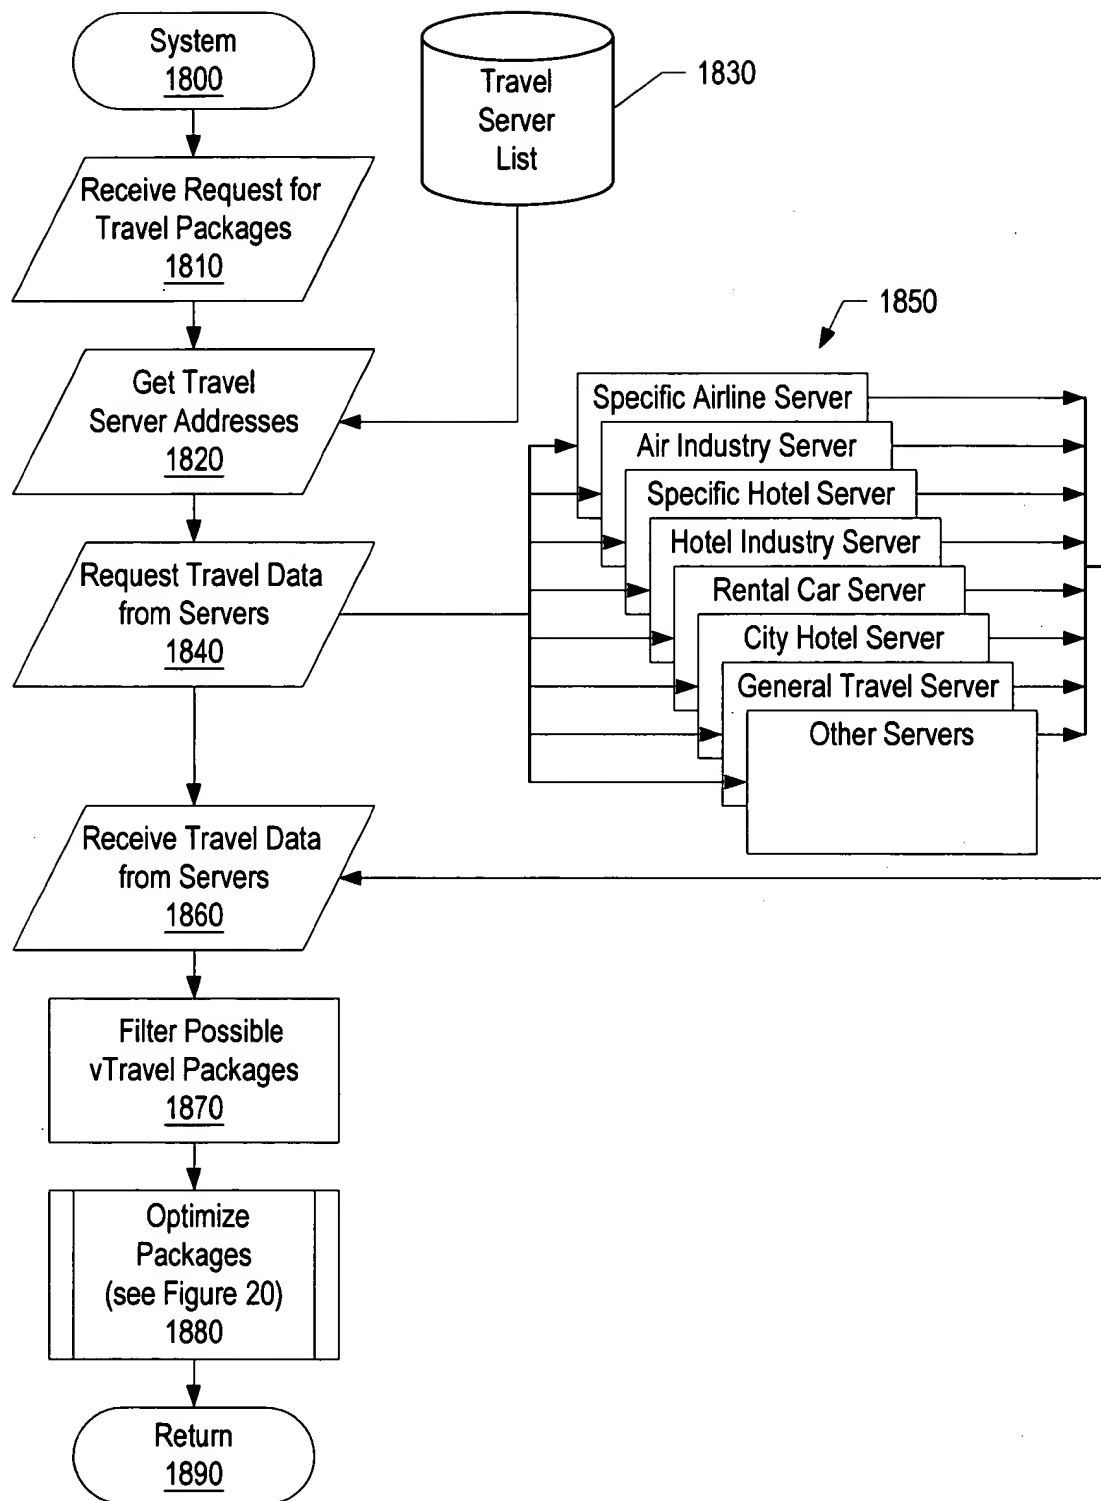 System
1800
Travel
Server
List
1830
Receive Request for
Travel Packages
1810
1850
Get Travel
Server Addresses
1820
Specific Airline Server
Air Industry Server
Specific Hotel Server
Hotel Industry Server
Rental Car Server
City Hotel Server
General Travel Server
Other Servers
Request Travel Data
from Servers
1840
Receive Travel Data
from Servers
1860
Filter Possible
vTravel Packages
1870
Optimize
Packages
(see Figure 20)
1880
Return
1890